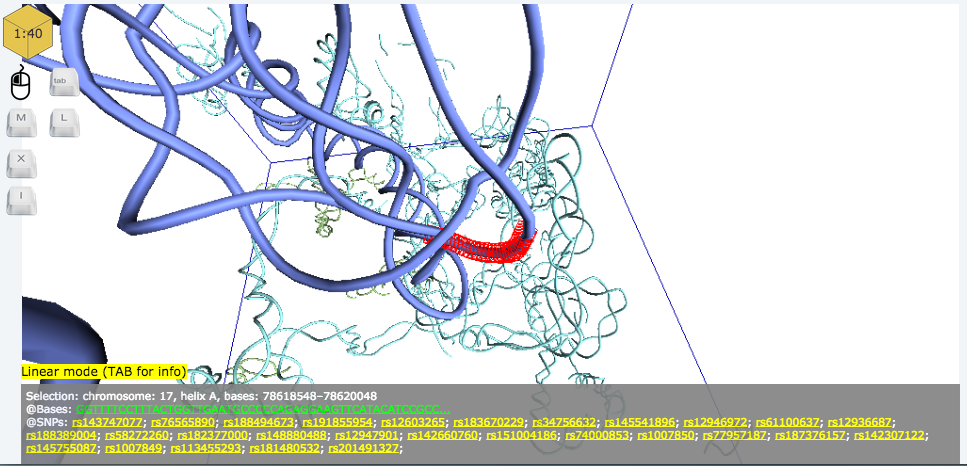 1:40
tab
M
L
X
I
Linear mode (TAB for info)
Selection: chromosome: 17, helix A, bases: 78618548-78620048
@Bases:
@SNPs: rs143747077; rs76565890; rs188494673; rs191855954; rs12603265; rs183670229; rs34756632; rs145541896; rs12946972; rs61100637; rs12936687;
rs188389004; rs58272260; rs182377000; rs148880488; rs12947901; rs142660760; rs151004186; rs74000853; rs1007850; rs77957187; rs187376157; rs142307122;
rs145755087; rs1007849; rs113455293; rs181480532; rs201491327;